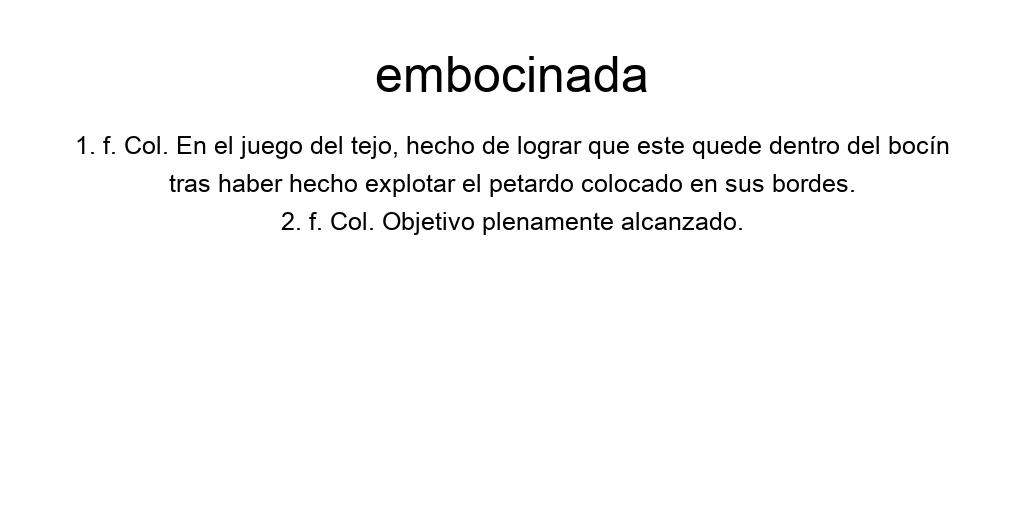 embocinada
1. f. Col. En el juego del tejo, hecho de lograr que este quede dentro del bocín
tras haber hecho explotar el petardo colocado en sus bordes.
2. f. Col. Objetivo plenamente alcanzado.